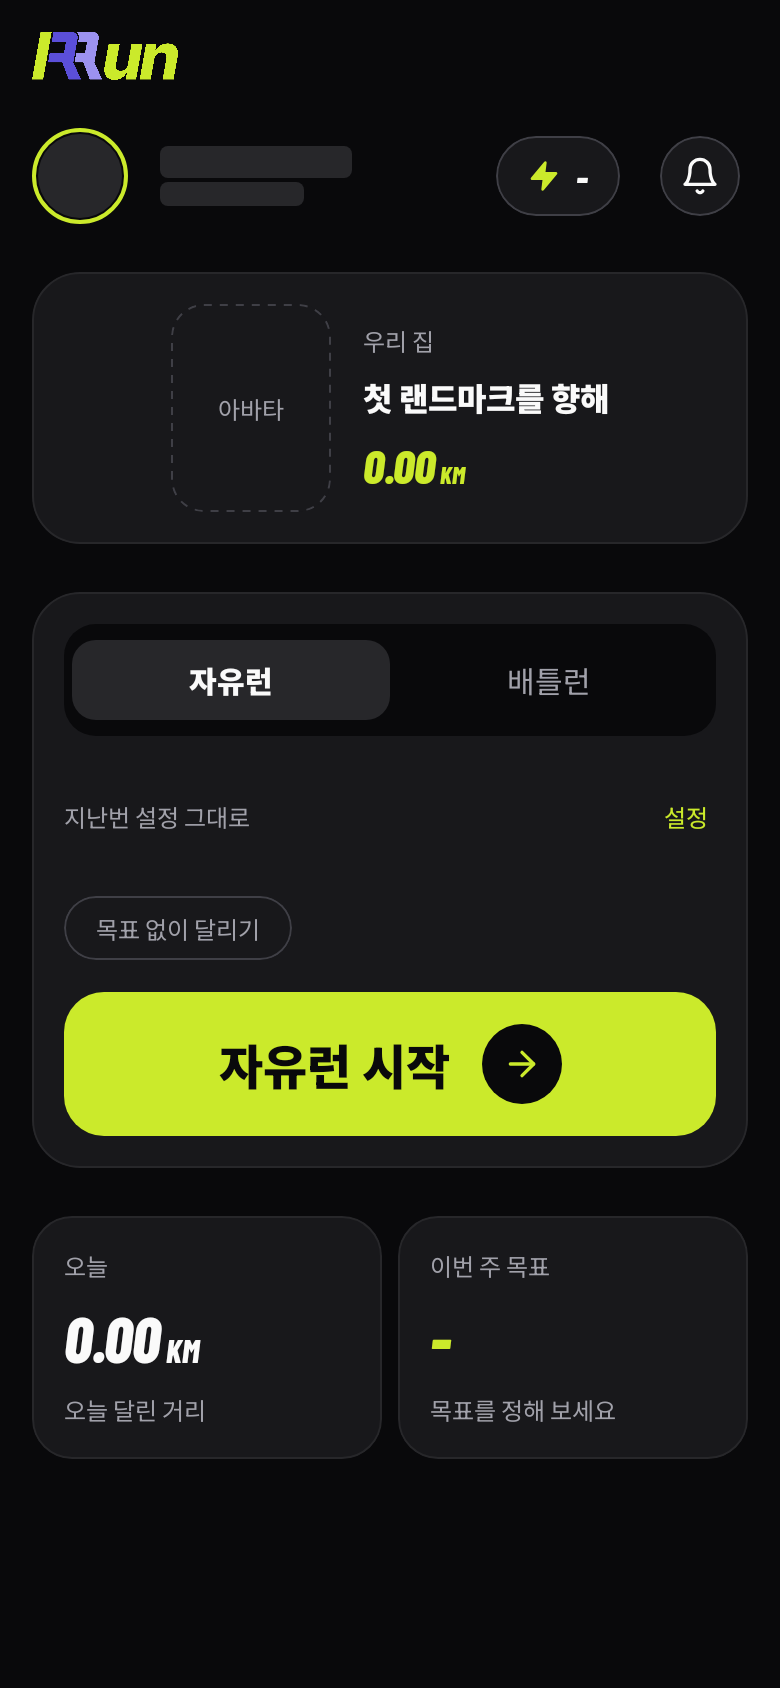 RRun
-
우리 집
아바타
첫 랜드마크를 향해
0.00 KM
자유런
배틀런
지난번 설정 그대로
설정
목표 없이 달리기
자유런 시작
오늘
이번 주 목표
0.00 KM
-
오늘 달린 거리
목표를 정해 보세요